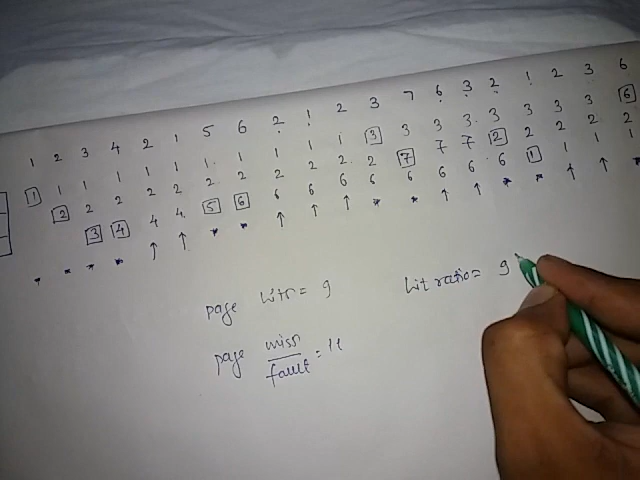 1 2 3 4 2 1 5 6 2 1 2 3 7 6 3 2 1 2 3 6
1 1 1 1 1 1 1 1 1 1 1 3 3 3 3 3 3 3 3 6
2 2 2 2 2 2 2 2 2 2 2 7 7 7 2 2 2 2 2
3 4 4 4 5 6 6 6 6 6 6 6 6 6 1 1 1 1
* * * * ↑ ↑ * * ↑ ↑ ↑ * * ↑ ↑ * * ↑ ↑ *
page hits = 9
hit ratio = 9
page miss/fault = 11